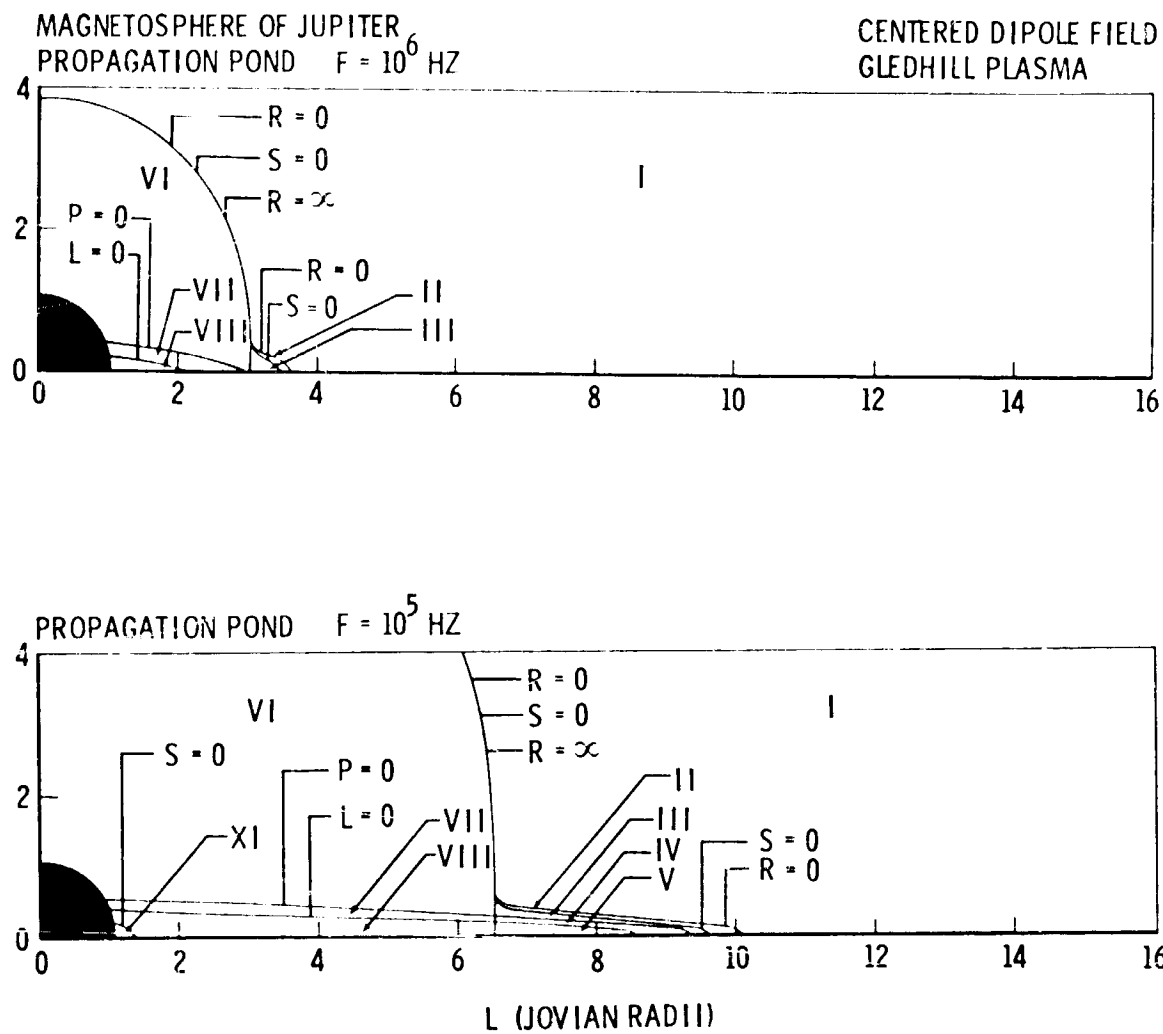 MAGNETOSPHERE OF JUPITER
PROPAGATION POND F = 10^6 HZ
CENTERED DIPOLE FIELD
GLEDHILL PLASMA
4
R = 0
S = 0
VI
I
R = ∞
P = 0
2
L = 0
R = 0
VII
S = 0
II
VIII
III
0
0 2 4 6 8 10 12 14 16
PROPAGATION POND F = 10^5 HZ
4
R = 0
VI
S = 0
I
S = 0
R = ∞
P = 0
II
2
L = 0
VII
III
XI
VIII
IV
S = 0
V
R = 0
0
0 2 4 6 8 10 12 14 16
L (JOVIAN RADII)